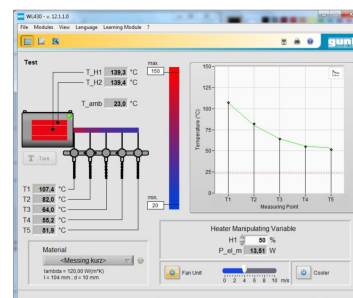 WL430 - v. 12.1.1.0
File Modules View Language Learning Module ?
gunt
Test
T_H1 139,3 °C
T_H2 139,4 °C
T_amb 23,0 °C
max.
150
min.
20
Tare
T1 107,4 °C
T2 82,0 °C
T3 64,0 °C
T4 55,2 °C
T5 51,9 °C
Material
<Messing kurz>
lambda = 120,00 W/(m*K)
l = 104 mm ; d = 10 mm
Temperature (°C)
150
125
100
75
50
25
0
T1 T2 T3 T4 T5
Measuring Point
Heater Manipulating Variable
H1 50 %
P_el_m 13,51 W
Fan Unit
0 2 4 6 8 10 m/s
Cooler